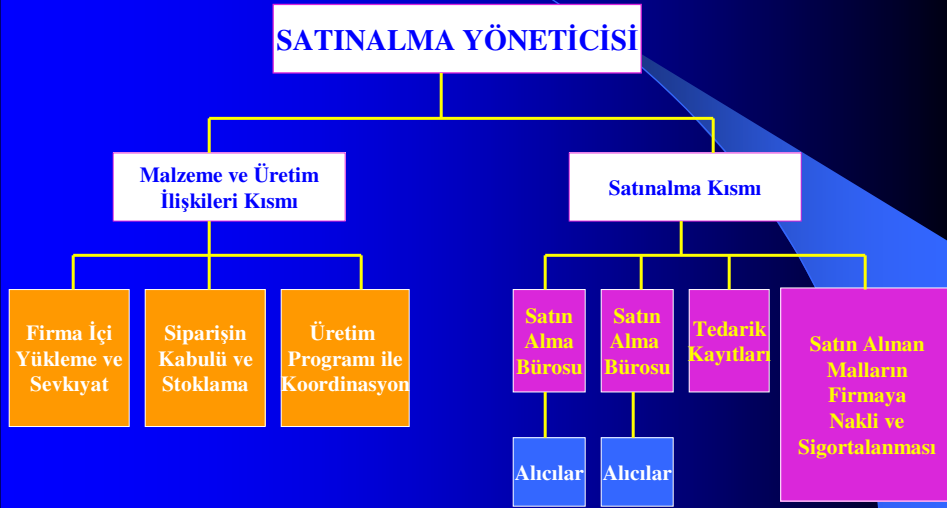 SATINALMA YÖNETİCİSİ
Malzeme ve Üretim
İlişkileri Kısmı
Satınalma Kısmı
Firma İçi
Yükleme ve
Sevkıyat
Siparişin
Kabulü ve
Stoklama
Üretim
Programı ile
Koordinasyon
Satın
Alma
Bürosu
Satın
Alma
Bürosu
Tedarik
Kayıtları
Satın Alınan
Malların
Firmaya
Nakli ve
Sigortalanması
Alıcılar
Alıcılar